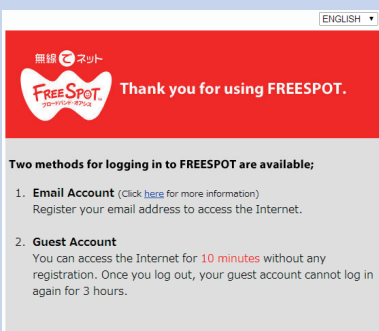 ENGLISH
無線でネット
FREESPOT
ブロードバンド・オアシス
Thank you for using FREESPOT.
Two methods for logging in to FREESPOT are available;
1. Email Account (Click here for more information)
Register your email address to access the Internet.
2. Guest Account
You can access the Internet for 10 minutes without any
registration. Once you log out, your guest account cannot log in
again for 3 hours.